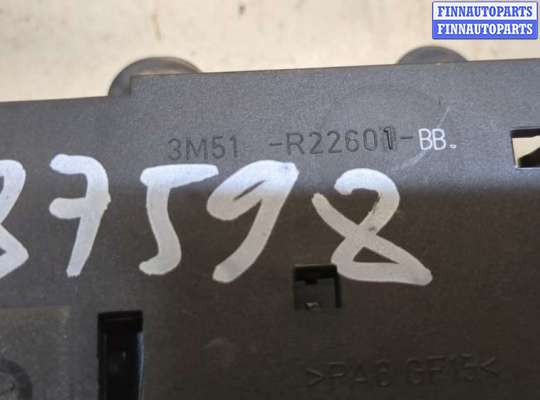 FINNAUTOPARTS
FINNAUTOPARTS
3M51 -R22601-BB.
37598
>PA6 GF15<